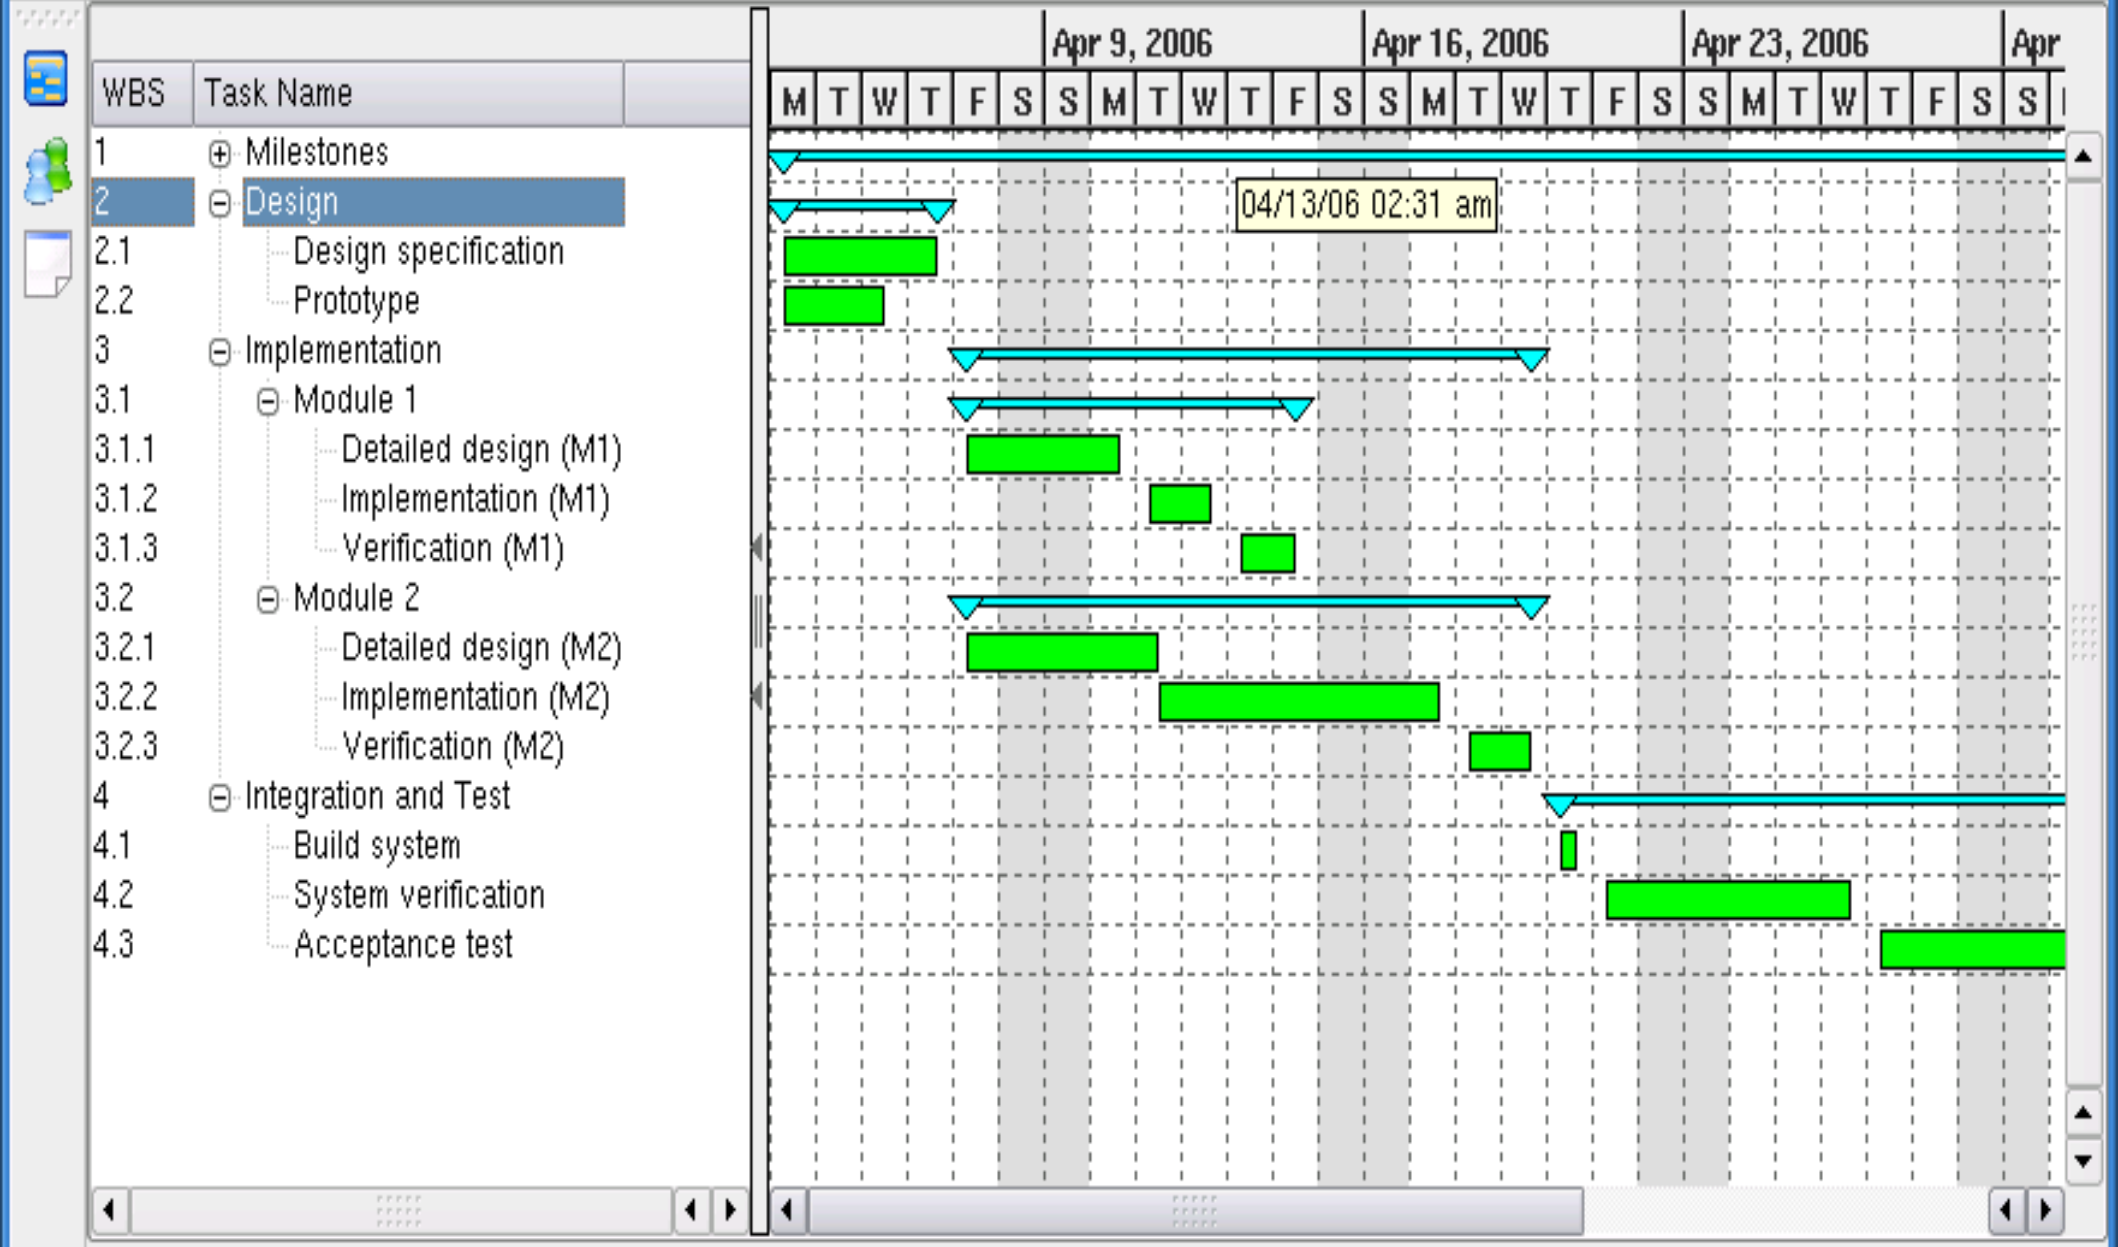 Apr 9, 2006 Apr 16, 2006 Apr 23, 2006 Apr
WBS Task Name M T W T F S S M T W T F S S M T W T F S S M T W T F S S
1 Milestones
2 Design 04/13/06 02:31 am
2.1 Design specification
2.2 Prototype
3 Implementation
3.1 Module 1
3.1.1 Detailed design (M1)
3.1.2 Implementation (M1)
3.1.3 Verification (M1)
3.2 Module 2
3.2.1 Detailed design (M2)
3.2.2 Implementation (M2)
3.2.3 Verification (M2)
4 Integration and Test
4.1 Build system
4.2 System verification
4.3 Acceptance test